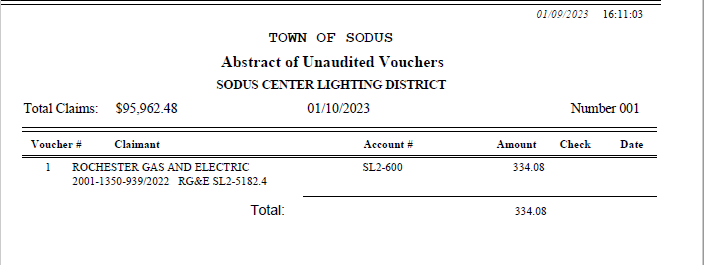 01/09/2023 16:11:03
TOWN OF SODUS
Abstract of Unaudited Vouchers
SODUS CENTER LIGHTING DISTRICT
Total Claims: $95,962.48 01/10/2023 Number 001
Voucher # Claimant Account # Amount Check Date
1 ROCHESTER GAS AND ELECTRIC SL2-600 334.08
2001-1350-939/2022 RG&E SL2-5182.4
Total: 334.08